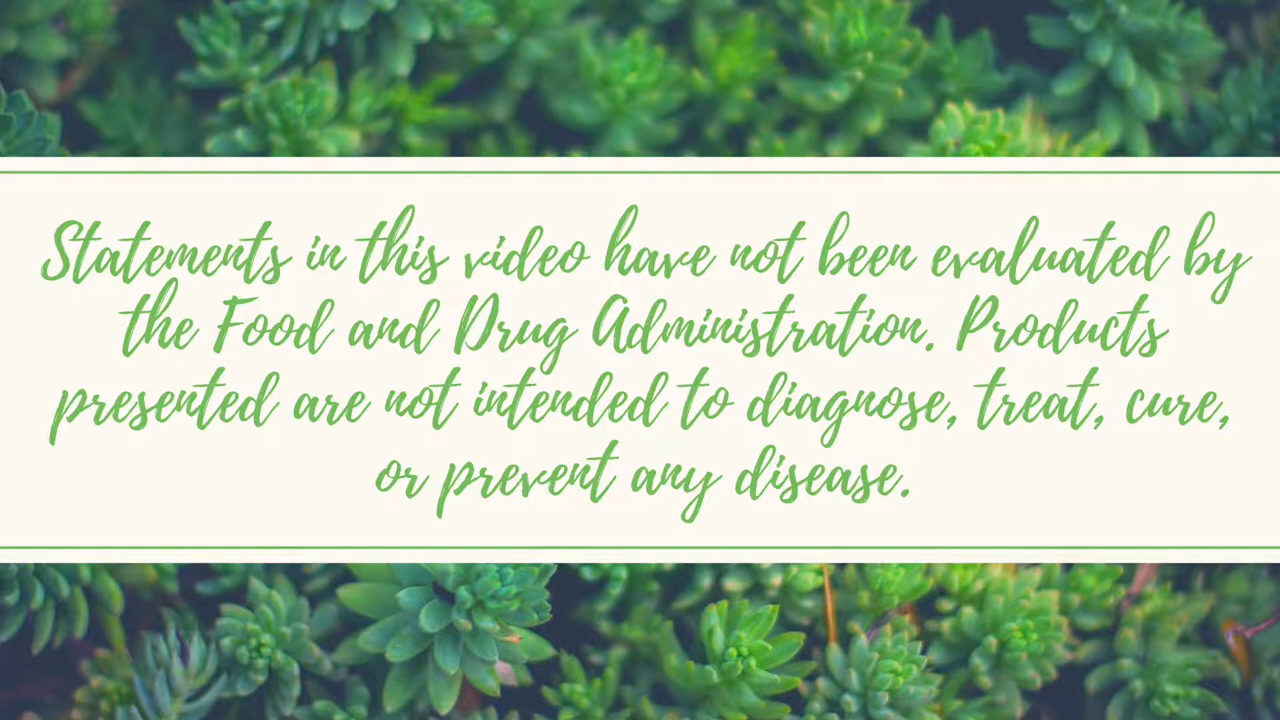 Statements in this video have not been evaluated by
the Food and Drug Administration. Products
presented are not intended to diagnose, treat, cure,
or prevent any disease.